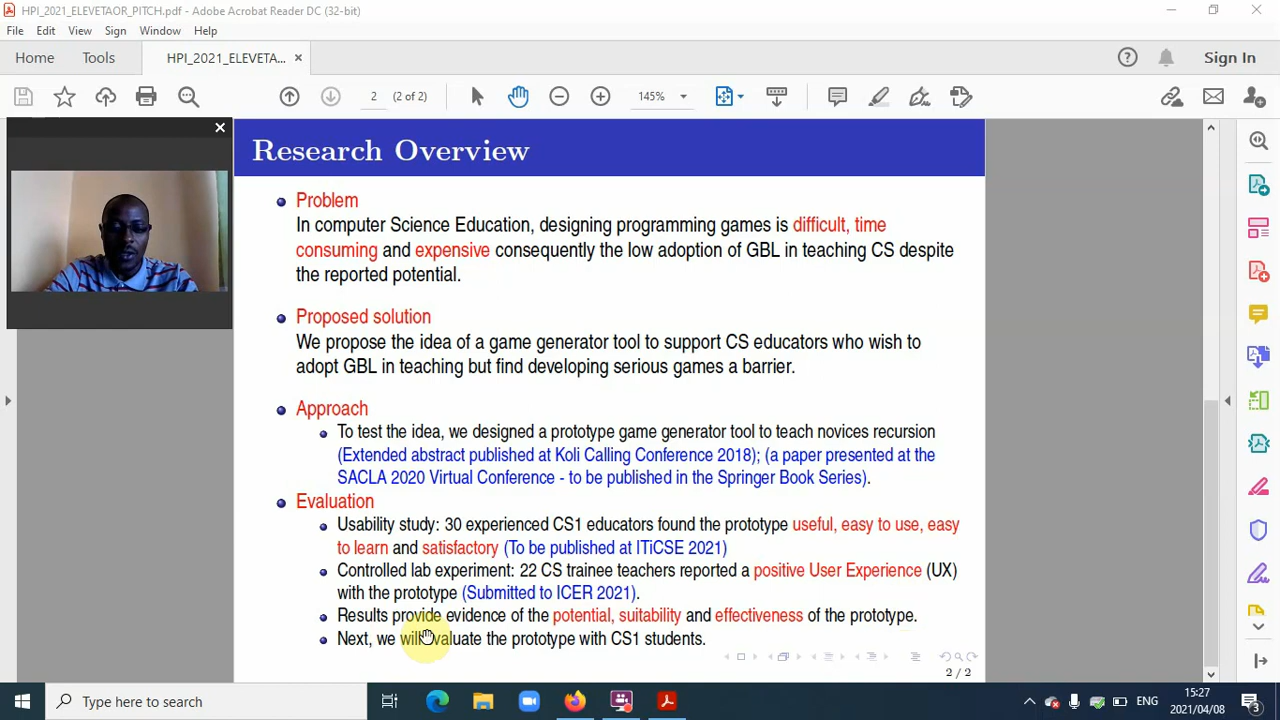 HPI_2021_ELEVETAOR_PITCH.pdf - Adobe Acrobat Reader DC (32-bit)
File Edit View Sign Window Help
Home Tools HPI_2021_ELEVETA... Sign In
2 (2 of 2) 145%
Research Overview
Problem
In computer Science Education, designing programming games is difficult, time
consuming and expensive consequently the low adoption of GBL in teaching CS despite
the reported potential.
Proposed solution
We propose the idea of a game generator tool to support CS educators who wish to
adopt GBL in teaching but find developing serious games a barrier.
Approach
To test the idea, we designed a prototype game generator tool to teach novices recursion
(Extended abstract published at Koli Calling Conference 2018); (a paper presented at the
SACLA 2020 Virtual Conference - to be published in the Springer Book Series).
Evaluation
Usability study: 30 experienced CS1 educators found the prototype useful, easy to use, easy
to learn and satisfactory (To be published at ITiCSE 2021)
Controlled lab experiment: 22 CS trainee teachers reported a positive User Experience (UX)
with the prototype (Submitted to ICER 2021).
Results provide evidence of the potential, suitability and effectiveness of the prototype.
Next, we will evaluate the prototype with CS1 students.
2 / 2
Type here to search
ENG
15:27
2021/04/08
3